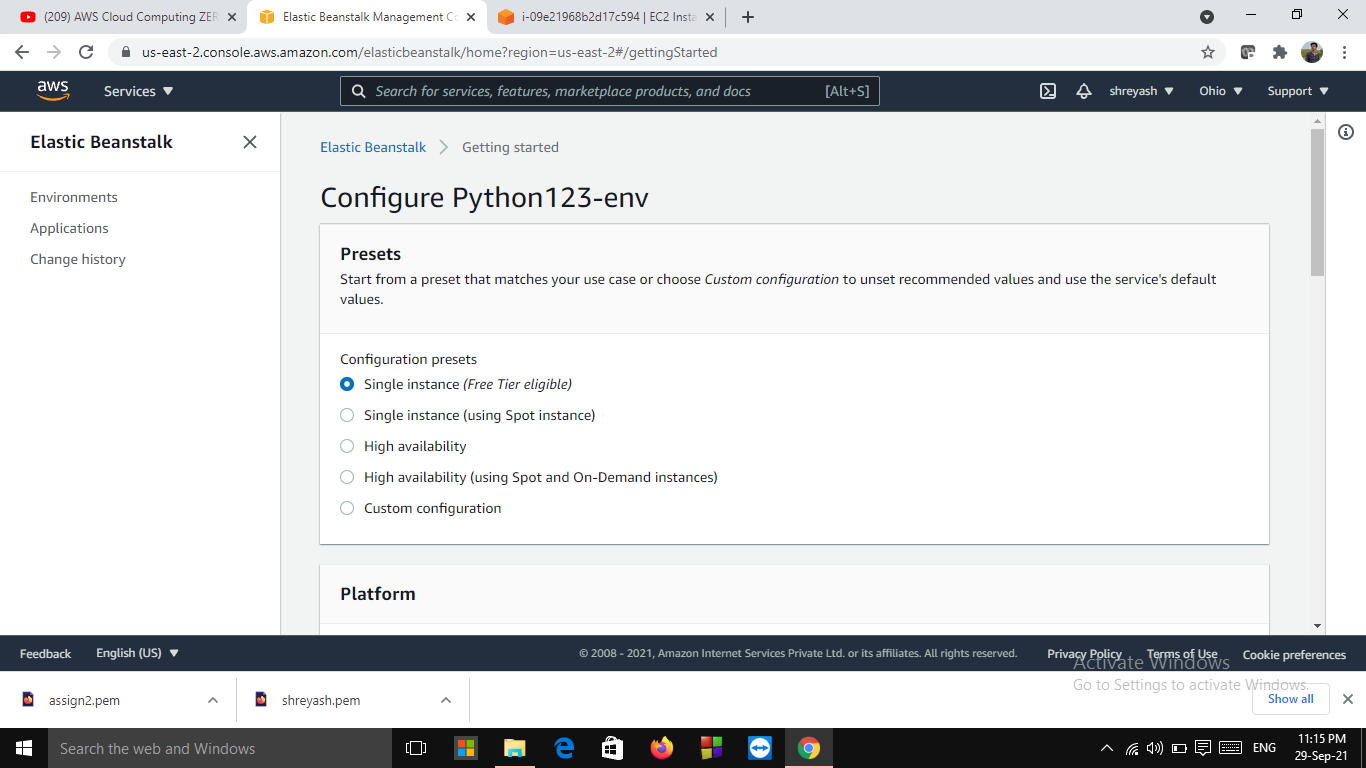 (209) AWS Cloud Computing ZER
Elastic Beanstalk Management Co
i-09e21968b2d17c594 | EC2 Insta
us-east-2.console.aws.amazon.com/elasticbeanstalk/home?region=us-east-2#/gettingStarted
aws
Services
Search for services, features, marketplace products, and docs [Alt+S]
shreyash
Ohio
Support
Elastic Beanstalk
Environments
Applications
Change history
Elastic Beanstalk
Getting started
Configure Python123-env
Presets
Start from a preset that matches your use case or choose Custom configuration to unset recommended values and use the service's default
values.
Configuration presets
Single instance (Free Tier eligible)
Single instance (using Spot instance)
High availability
High availability (using Spot and On-Demand instances)
Custom configuration
Platform
Feedback
English (US)
© 2008 - 2021, Amazon Internet Services Private Ltd. or its affiliates. All rights reserved.
Privacy Policy
Terms of Use
Cookie preferences
Activate Windows
Go to Settings to activate Windows.
assign2.pem
shreyash.pem
Show all
Search the web and Windows
ENG
11:15 PM
29-Sep-21